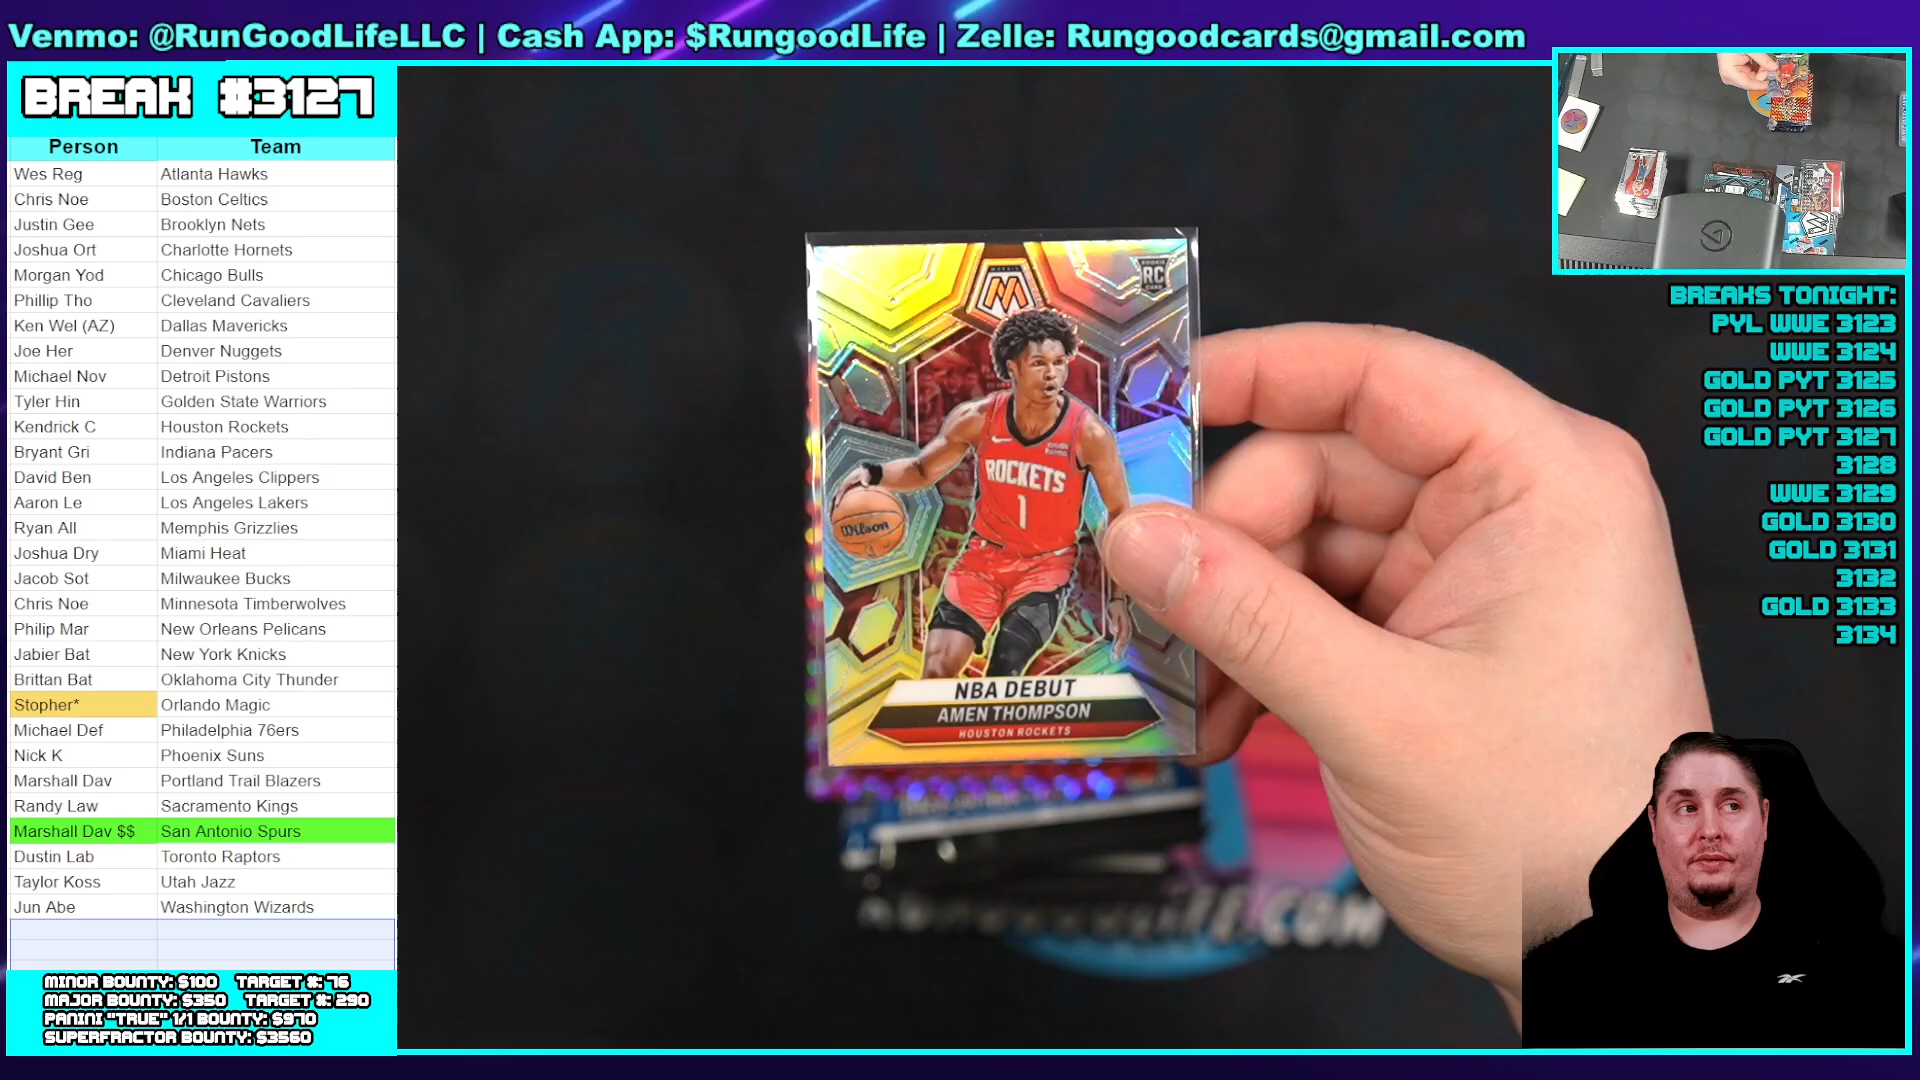 Venmo: @RunGoodLifeLLC | Cash App: $RungoodLife | Zelle: Rungoodcards@gmail.com
BREAK #3127
Person Team
Wes Reg Atlanta Hawks
Chris Noe Boston Celtics
Justin Gee Brooklyn Nets
Joshua Ort Charlotte Hornets
Morgan Yod Chicago Bulls
Phillip Tho Cleveland Cavaliers
Ken Wel (AZ) Dallas Mavericks
Joe Her Denver Nuggets
Michael Nov Detroit Pistons
Tyler Hin Golden State Warriors
Kendrick C Houston Rockets
Bryant Gri Indiana Pacers
David Ben Los Angeles Clippers
Aaron Le Los Angeles Lakers
Ryan All Memphis Grizzlies
Joshua Dry Miami Heat
Jacob Sot Milwaukee Bucks
Chris Noe Minnesota Timberwolves
Philip Mar New Orleans Pelicans
Jabier Bat New York Knicks
Brittan Bat Oklahoma City Thunder
Stopher* Orlando Magic
Michael Def Philadelphia 76ers
Nick K Phoenix Suns
Marshall Dav Portland Trail Blazers
Randy Law Sacramento Kings
Marshall Dav $$ San Antonio Spurs
Dustin Lab Toronto Raptors
Taylor Koss Utah Jazz
Jun Abe Washington Wizards
MINOR BOUNTY: $100 TARGET #: 76
MAJOR BOUNTY: $350 TARGET #: 290
PANINI "TRUE" 1/1 BOUNTY: $970
SUPERFRACTOR BOUNTY: $3560
MOSAIC
ROOKIE
RC
CARD
ROCKETS
1
Wilson
NBA DEBUT
AMEN THOMPSON
HOUSTON ROCKETS
BREAKS TONIGHT:
PYL WWE 3123
WWE 3124
GOLD PYT 3125
GOLD PYT 3126
GOLD PYT 3127
3128
WWE 3129
GOLD 3130
GOLD 3131
3132
GOLD 3133
3134